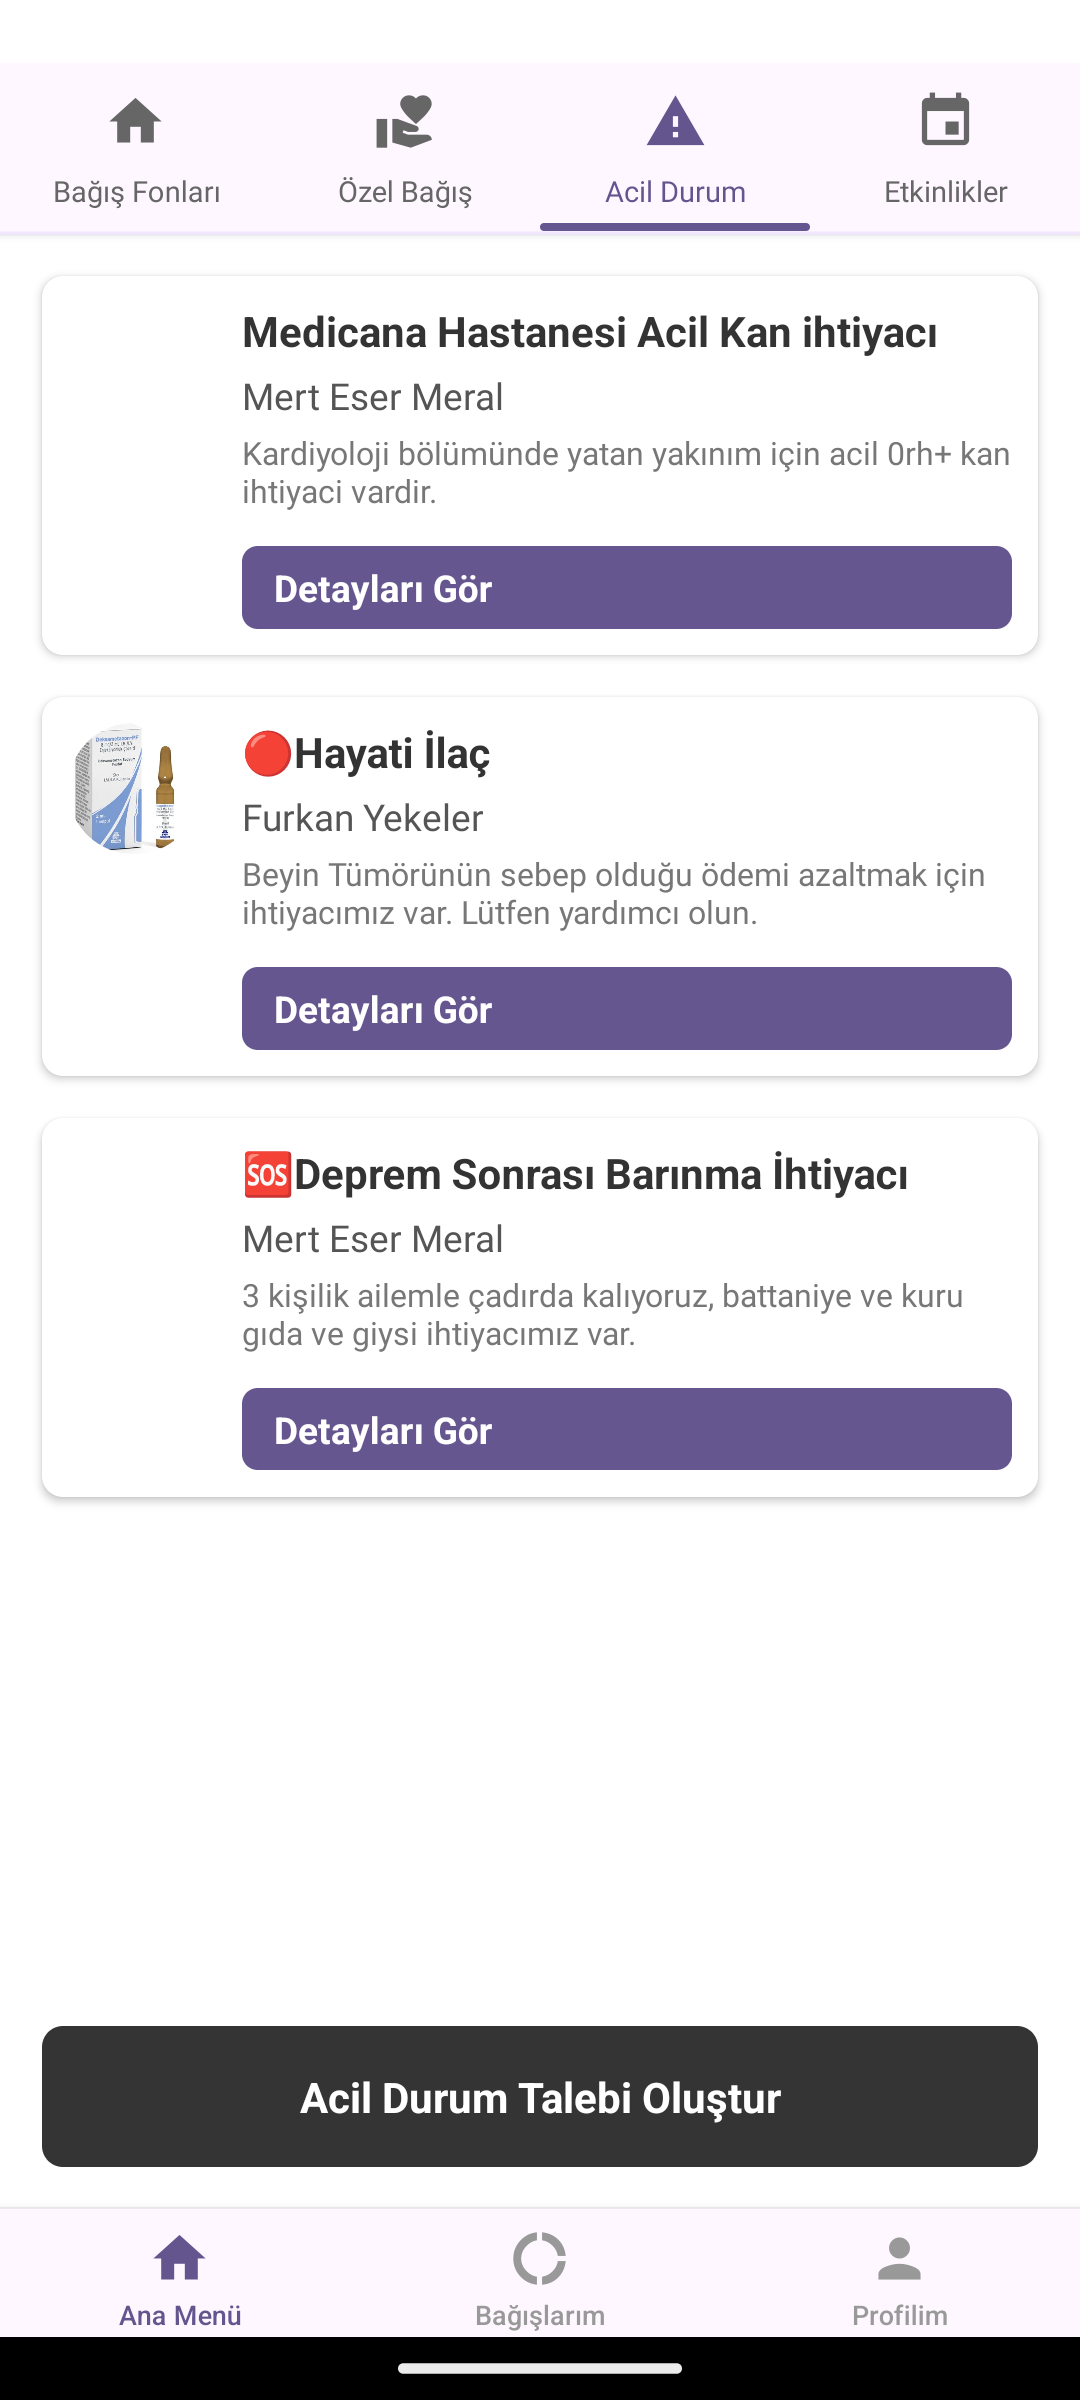 Bağış Fonları
Özel Bağış
Acil Durum
Etkinlikler
Medicana Hastanesi Acil Kan ihtiyacı
Mert Eser Meral
Kardiyoloji bölümünde yatan yakınım için acil 0rh+ kan
ihtiyaci vardir.
Detayları Gör
🔴Hayati İlaç
Furkan Yekeler
Beyin Tümörünün sebep olduğu ödemi azaltmak için
ihtiyacımız var. Lütfen yardımcı olun.
Detayları Gör
🆘Deprem Sonrası Barınma İhtiyacı
Mert Eser Meral
3 kişilik ailemle çadırda kalıyoruz, battaniye ve kuru
gıda ve giysi ihtiyacımız var.
Detayları Gör
Acil Durum Talebi Oluştur
Ana Menü
Bağışlarım
Profilim